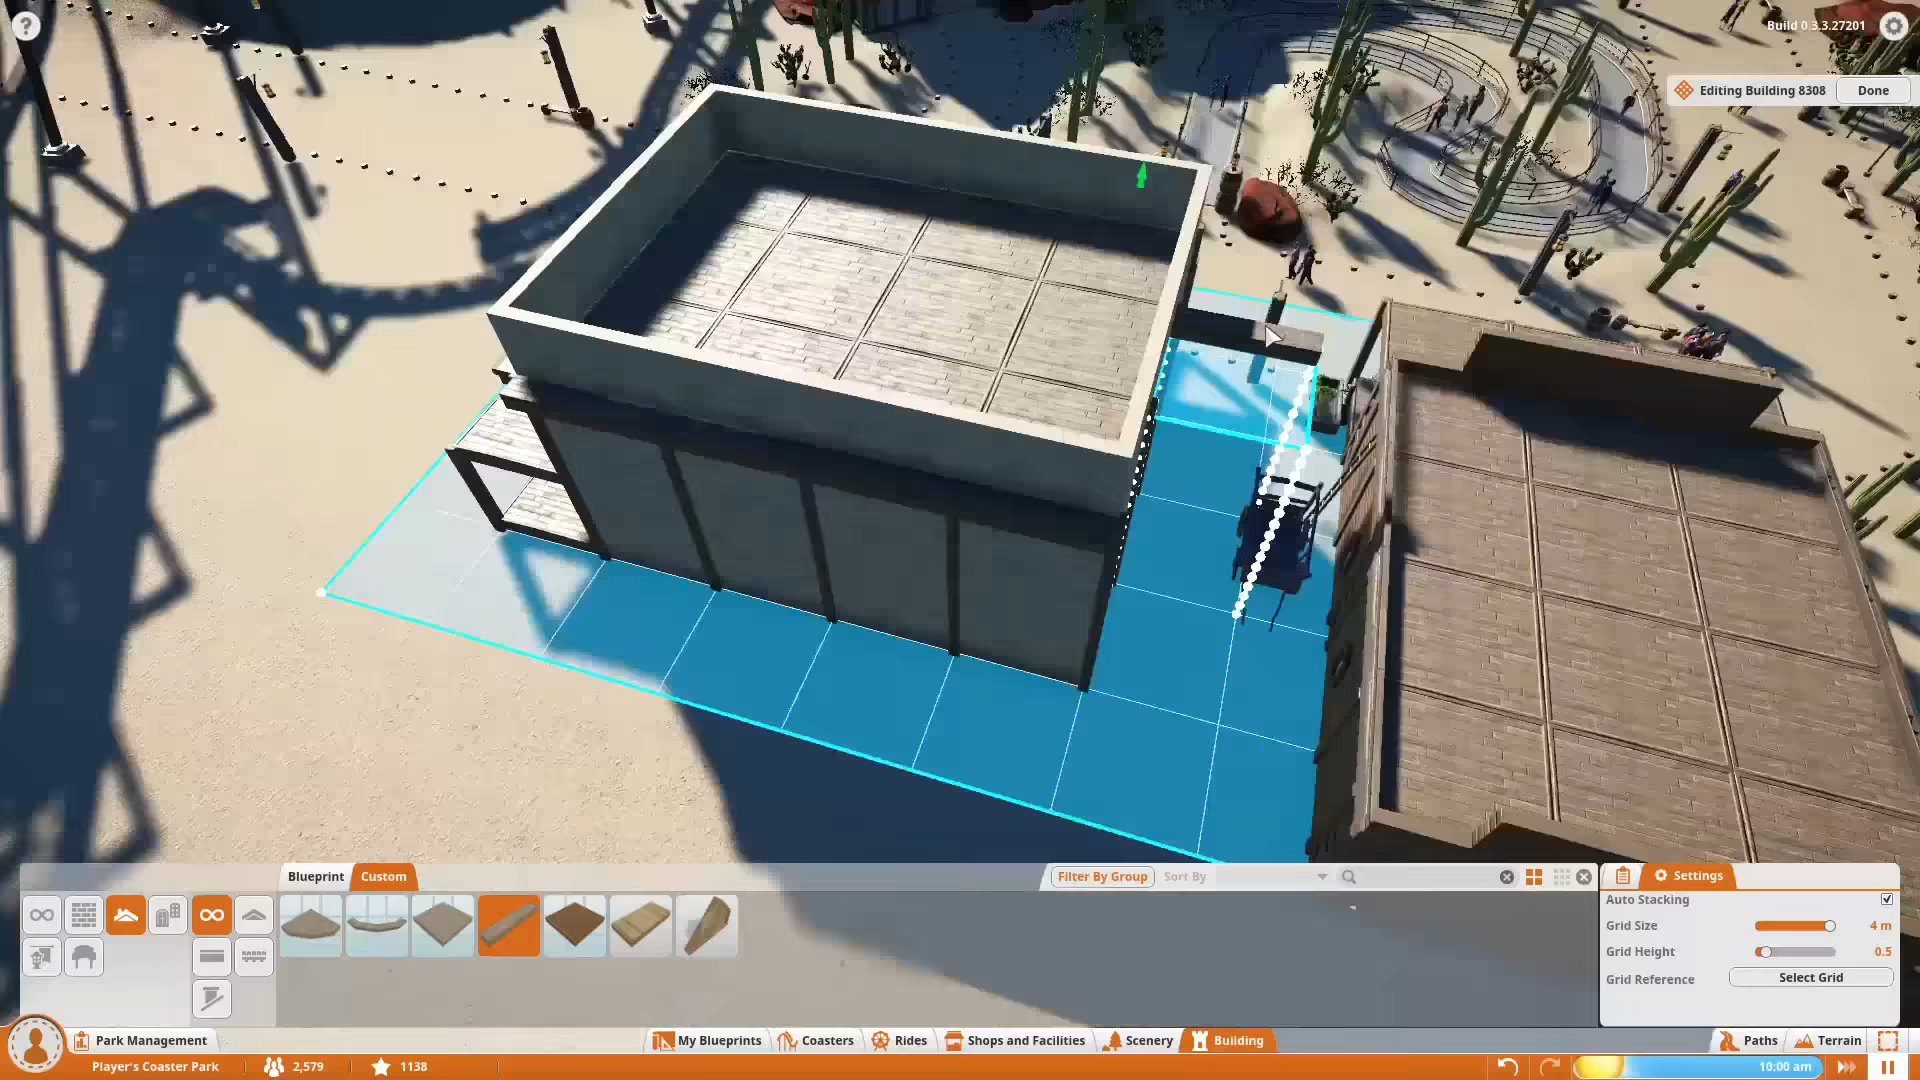 ?
Build 0.3.3.27201
Editing Building 8308
Done
Blueprint
Custom
Filter By Group
Sort By
Settings
Auto Stacking
Grid Size
4 m
Grid Height
0.5
Grid Reference
Select Grid
Park Management
My Blueprints
Coasters
Rides
Shops and Facilities
Scenery
Building
Paths
Terrain
Player's Coaster Park
2,579
1138
10:00 am